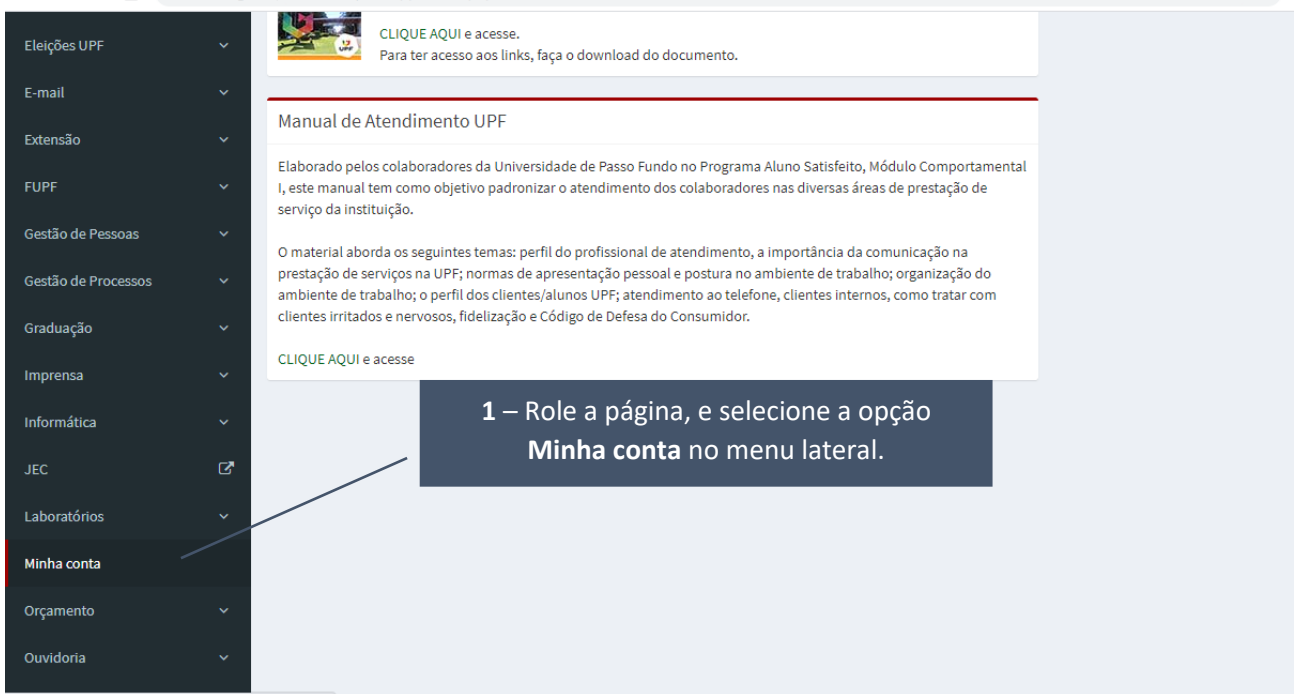 Eleições UPF
E-mail
Extensão
FUPF
Gestão de Pessoas
Gestão de Processos
Graduação
Imprensa
Informática
JEC
Laboratórios
Minha conta
Orçamento
Ouvidoria
UPF
CLIQUE AQUI e acesse.
Para ter acesso aos links, faça o download do documento.
Manual de Atendimento UPF
Elaborado pelos colaboradores da Universidade de Passo Fundo no Programa Aluno Satisfeito, Módulo Comportamental
I, este manual tem como objetivo padronizar o atendimento dos colaboradores nas diversas áreas de prestação de
serviço da instituição.
O material aborda os seguintes temas: perfil do profissional de atendimento, a importância da comunicação na
prestação de serviços na UPF; normas de apresentação pessoal e postura no ambiente de trabalho; organização do
ambiente de trabalho; o perfil dos clientes/alunos UPF; atendimento ao telefone, clientes internos, como tratar com
clientes irritados e nervosos, fidelização e Código de Defesa do Consumidor.
CLIQUE AQUI e acesse
1 – Role a página, e selecione a opção
Minha conta no menu lateral.